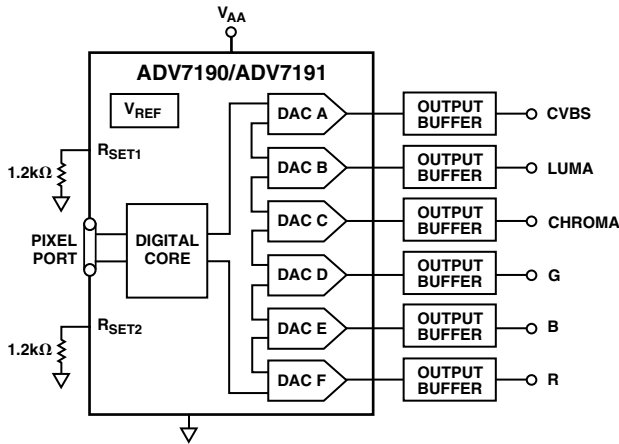 VAA
ADV7190/ADV7191
VREF
RSET1
1.2kΩ
PIXEL
PORT
DIGITAL
CORE
RSET2
1.2kΩ
DAC A
OUTPUT
BUFFER
CVBS
DAC B
OUTPUT
BUFFER
LUMA
DAC C
OUTPUT
BUFFER
CHROMA
DAC D
OUTPUT
BUFFER
G
DAC E
OUTPUT
BUFFER
B
DAC F
OUTPUT
BUFFER
R